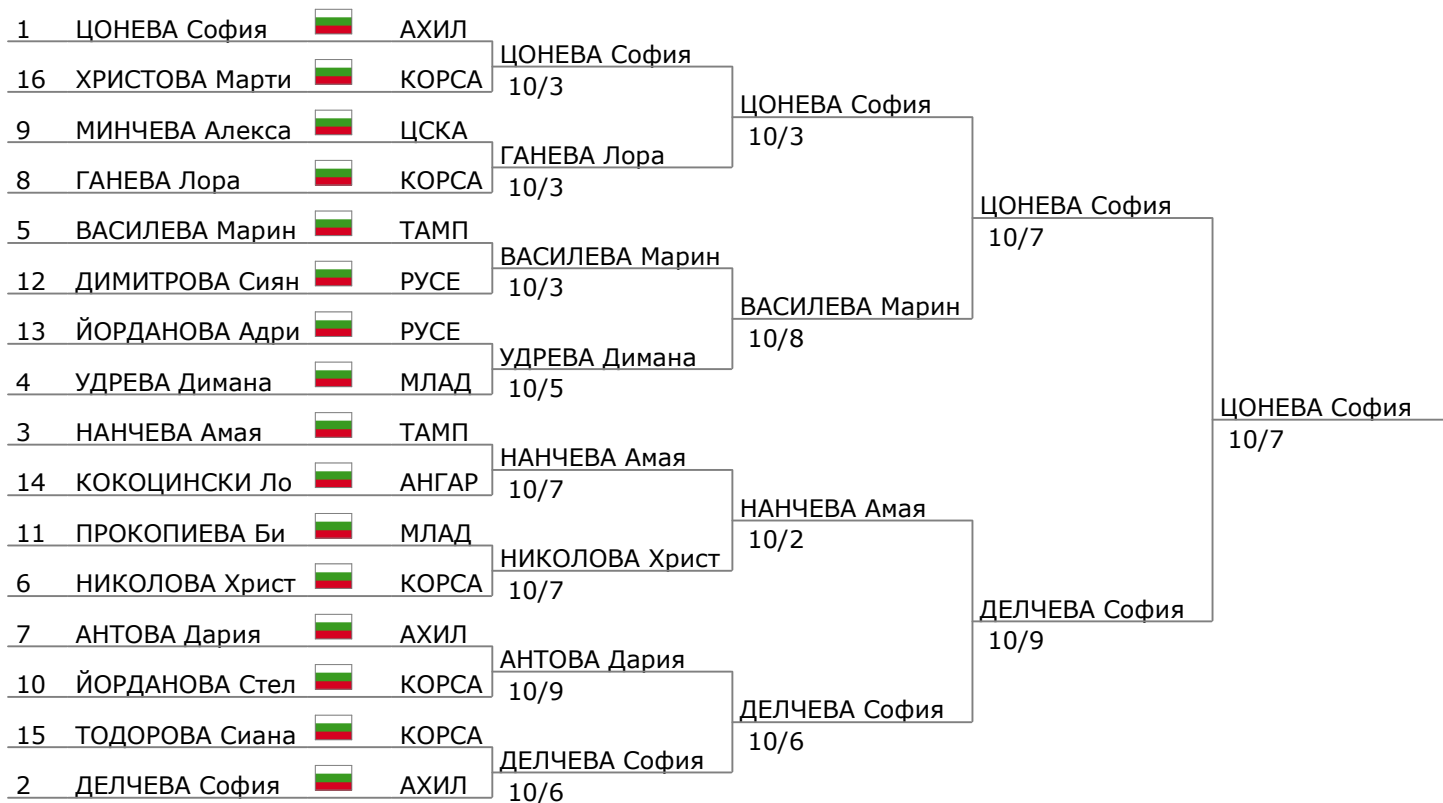 1 ЦОНЕВА София АХИЛ
ЦОНЕВА София
16 ХРИСТОВА Марти КОРСА
10/3
ЦОНЕВА София
9 МИНЧЕВА Алекса ЦСКА
10/3
ГАНЕВА Лора
8 ГАНЕВА Лора КОРСА
10/3
ЦОНЕВА София
5 ВАСИЛЕВА Марин ТАМП
10/7
ВАСИЛЕВА Марин
12 ДИМИТРОВА Сиян РУСЕ
10/3
ВАСИЛЕВА Марин
13 ЙОРДАНОВА Адри РУСЕ
10/8
УДРЕВА Димана
4 УДРЕВА Димана МЛАД
10/5
ЦОНЕВА София
3 НАНЧЕВА Амая ТАМП
10/7
НАНЧЕВА Амая
14 КОКОЦИНСКИ Ло АНГАР
10/7
НАНЧЕВА Амая
11 ПРОКОПИЕВА Би МЛАД
10/2
НИКОЛОВА Христ
6 НИКОЛОВА Христ КОРСА
10/7
ДЕЛЧЕВА София
7 АНТОВА Дария АХИЛ
10/9
АНТОВА Дария
10 ЙОРДАНОВА Стел КОРСА
10/9
ДЕЛЧЕВА София
15 ТОДОРОВА Сиана КОРСА
10/6
ДЕЛЧЕВА София
2 ДЕЛЧЕВА София АХИЛ
10/6